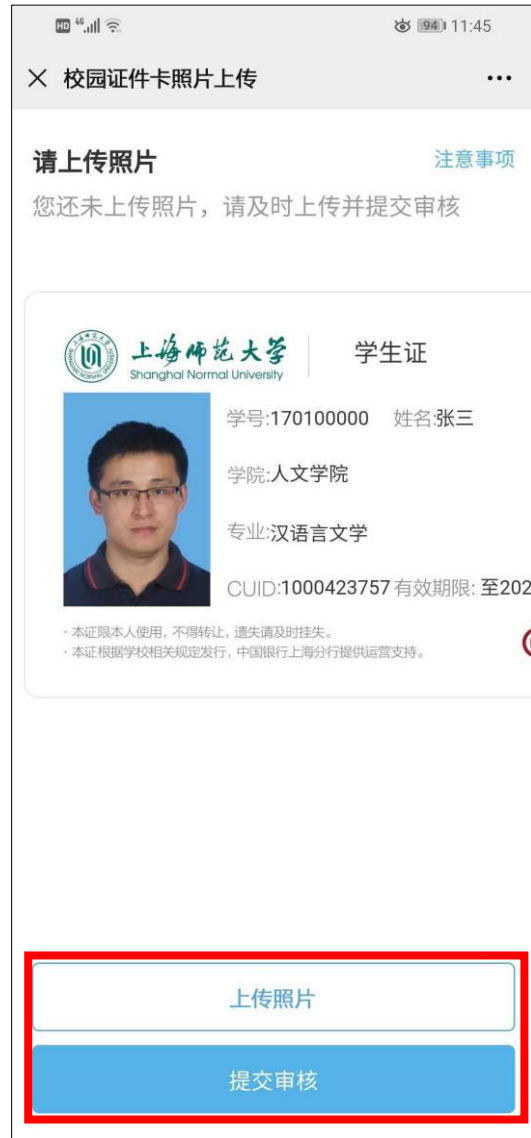 HD 46 94 11:45
校园证件卡照片上传
请上传照片 注意事项
您还未上传照片，请及时上传并提交审核
上海师范大学 学生证
Shanghai Normal University
学号:170100000 姓名:张三
学院:人文学院
专业:汉语言文学
CUID:1000423757 有效期限: 至202
· 本证限本人使用，不得转让，遗失请及时挂失。
· 本证根据学校相关规定发行，中国银行上海分行提供运营支持。
上传照片
提交审核